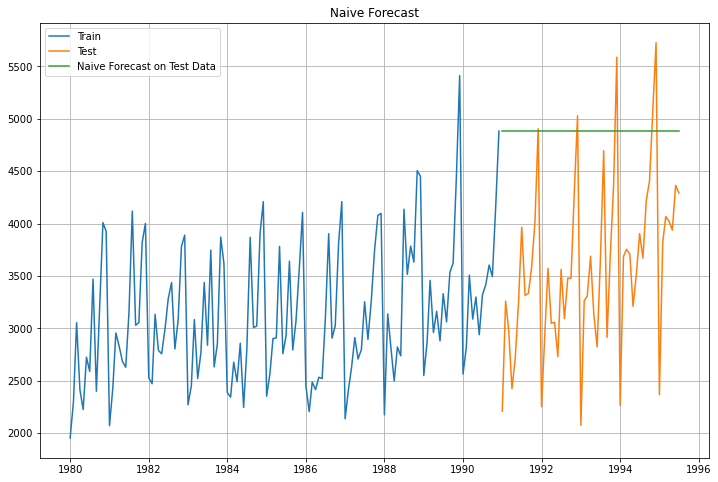 Naive Forecast
Train
Test
Naive Forecast on Test Data
5500
5000
4500
4000
3500
3000
2500
2000
1980 1982 1984 1986 1988 1990 1992 1994 1996